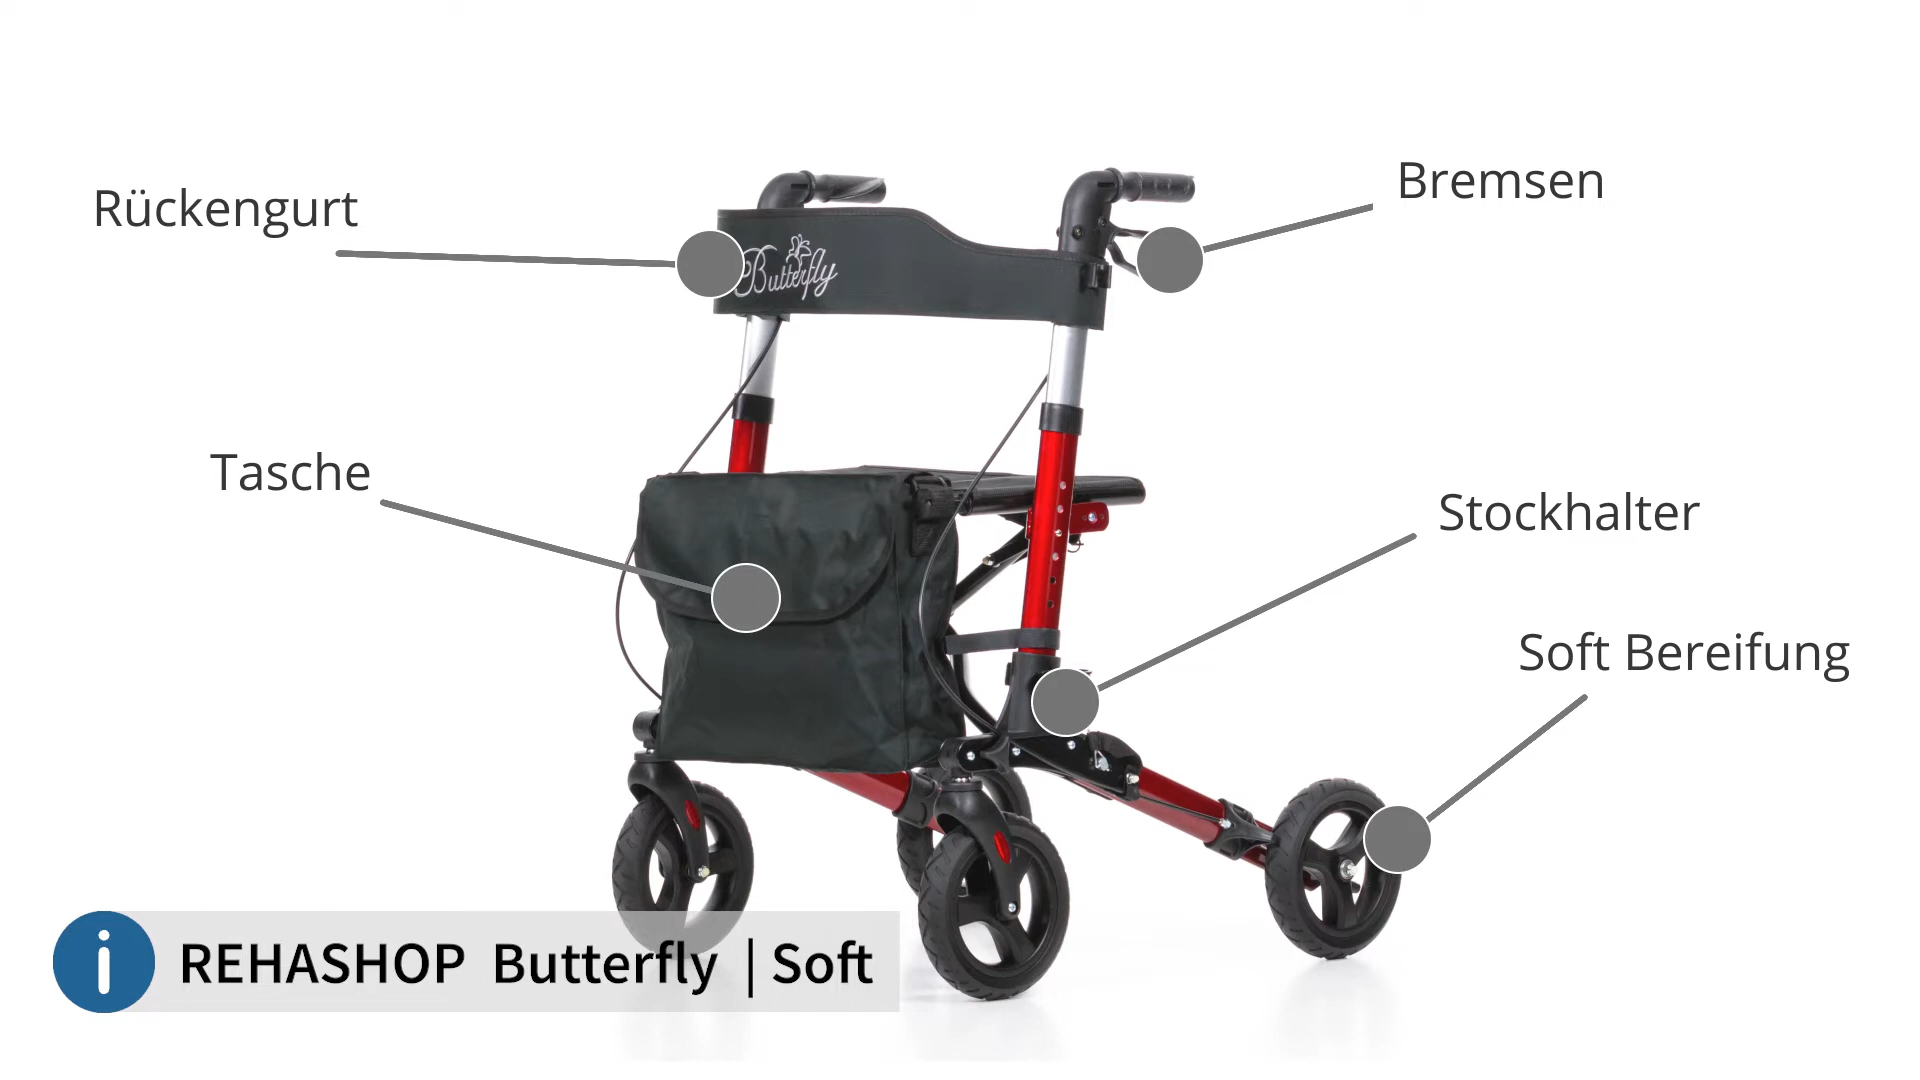 Bremsen
Rückengurt
Butterfly
Tasche
Stockhalter
Soft Bereifung
i REHASHOP Butterfly | Soft